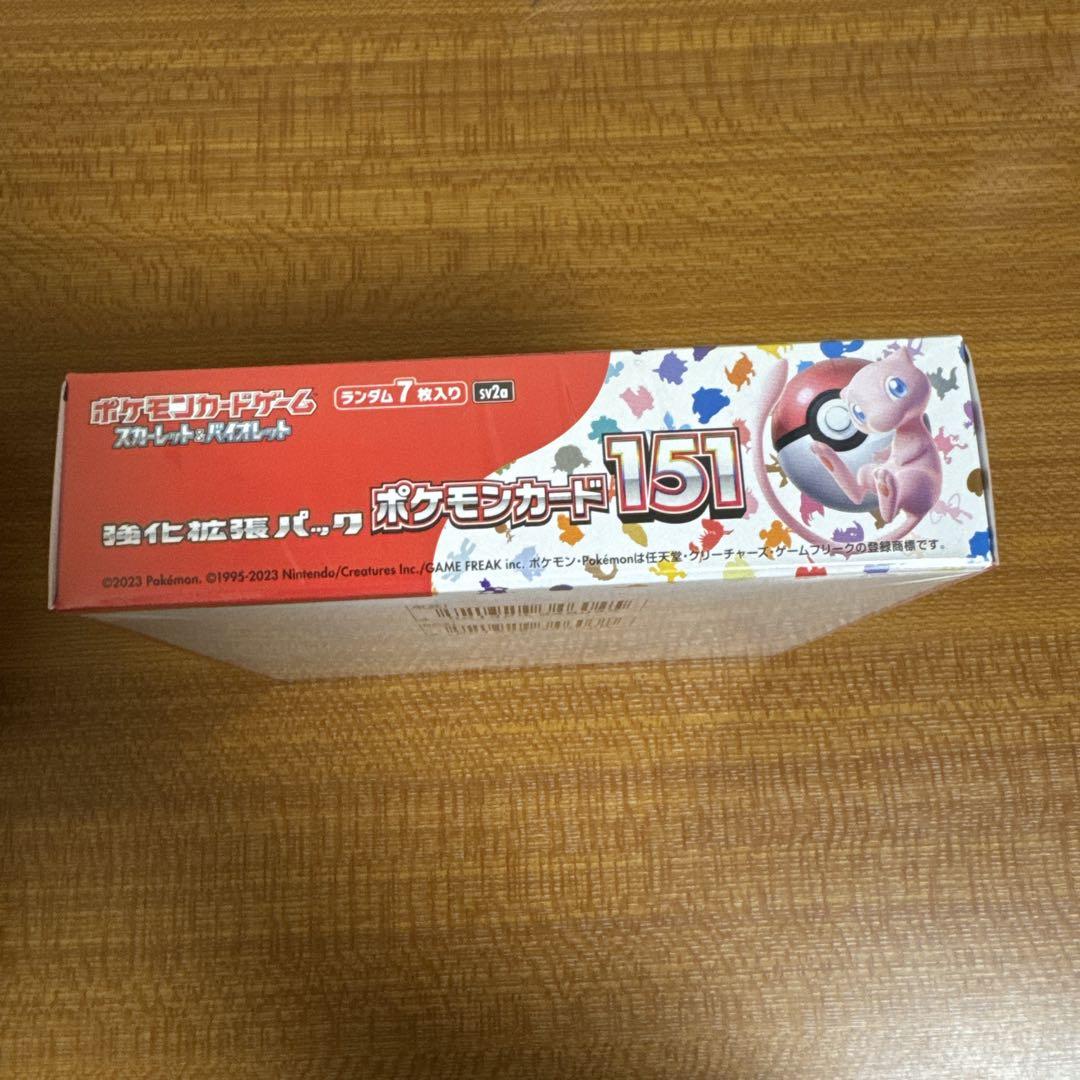 ポケモンカードゲーム
スカーレット&バイオレット
ランダム7枚入り
sv2a
強化拡張パック
ポケモンカード151
©2023 Pokémon. ©1995-2023 Nintendo/Creatures Inc./GAME FREAK inc. ポケモン・Pokémonは任天堂・クリーチャーズ・ゲームフリークの登録商標です。